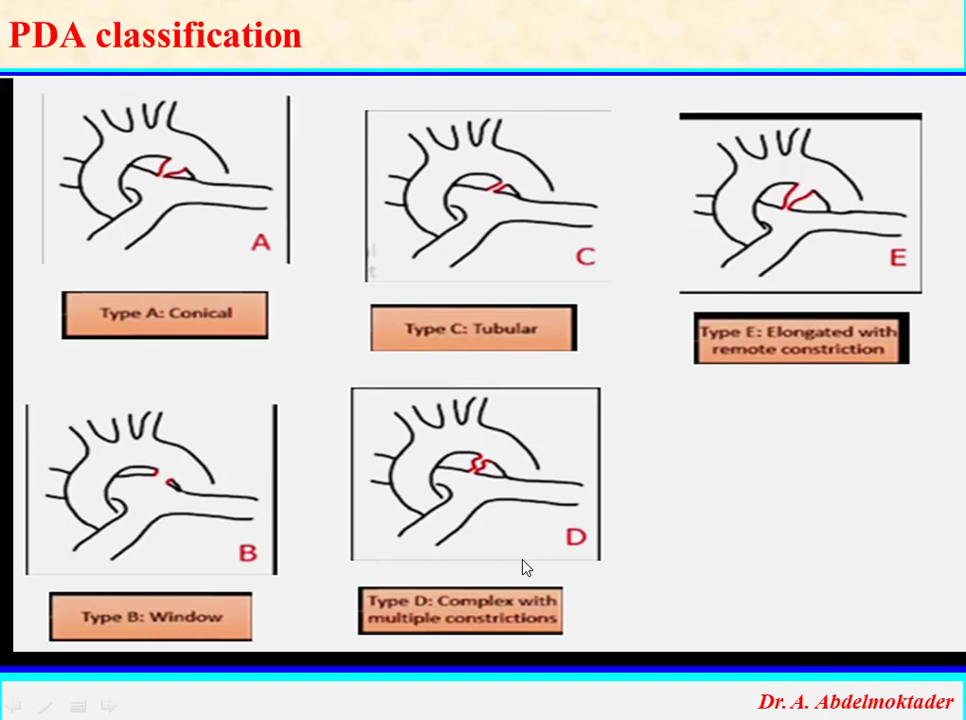 PDA classification
A
Type A: Conical
C
Type C: Tubular
E
Type E: Elongated with
remote constriction
B
Type B: Window
D
Type D: Complex with
multiple constrictions
Dr. A. Abdelmoktader